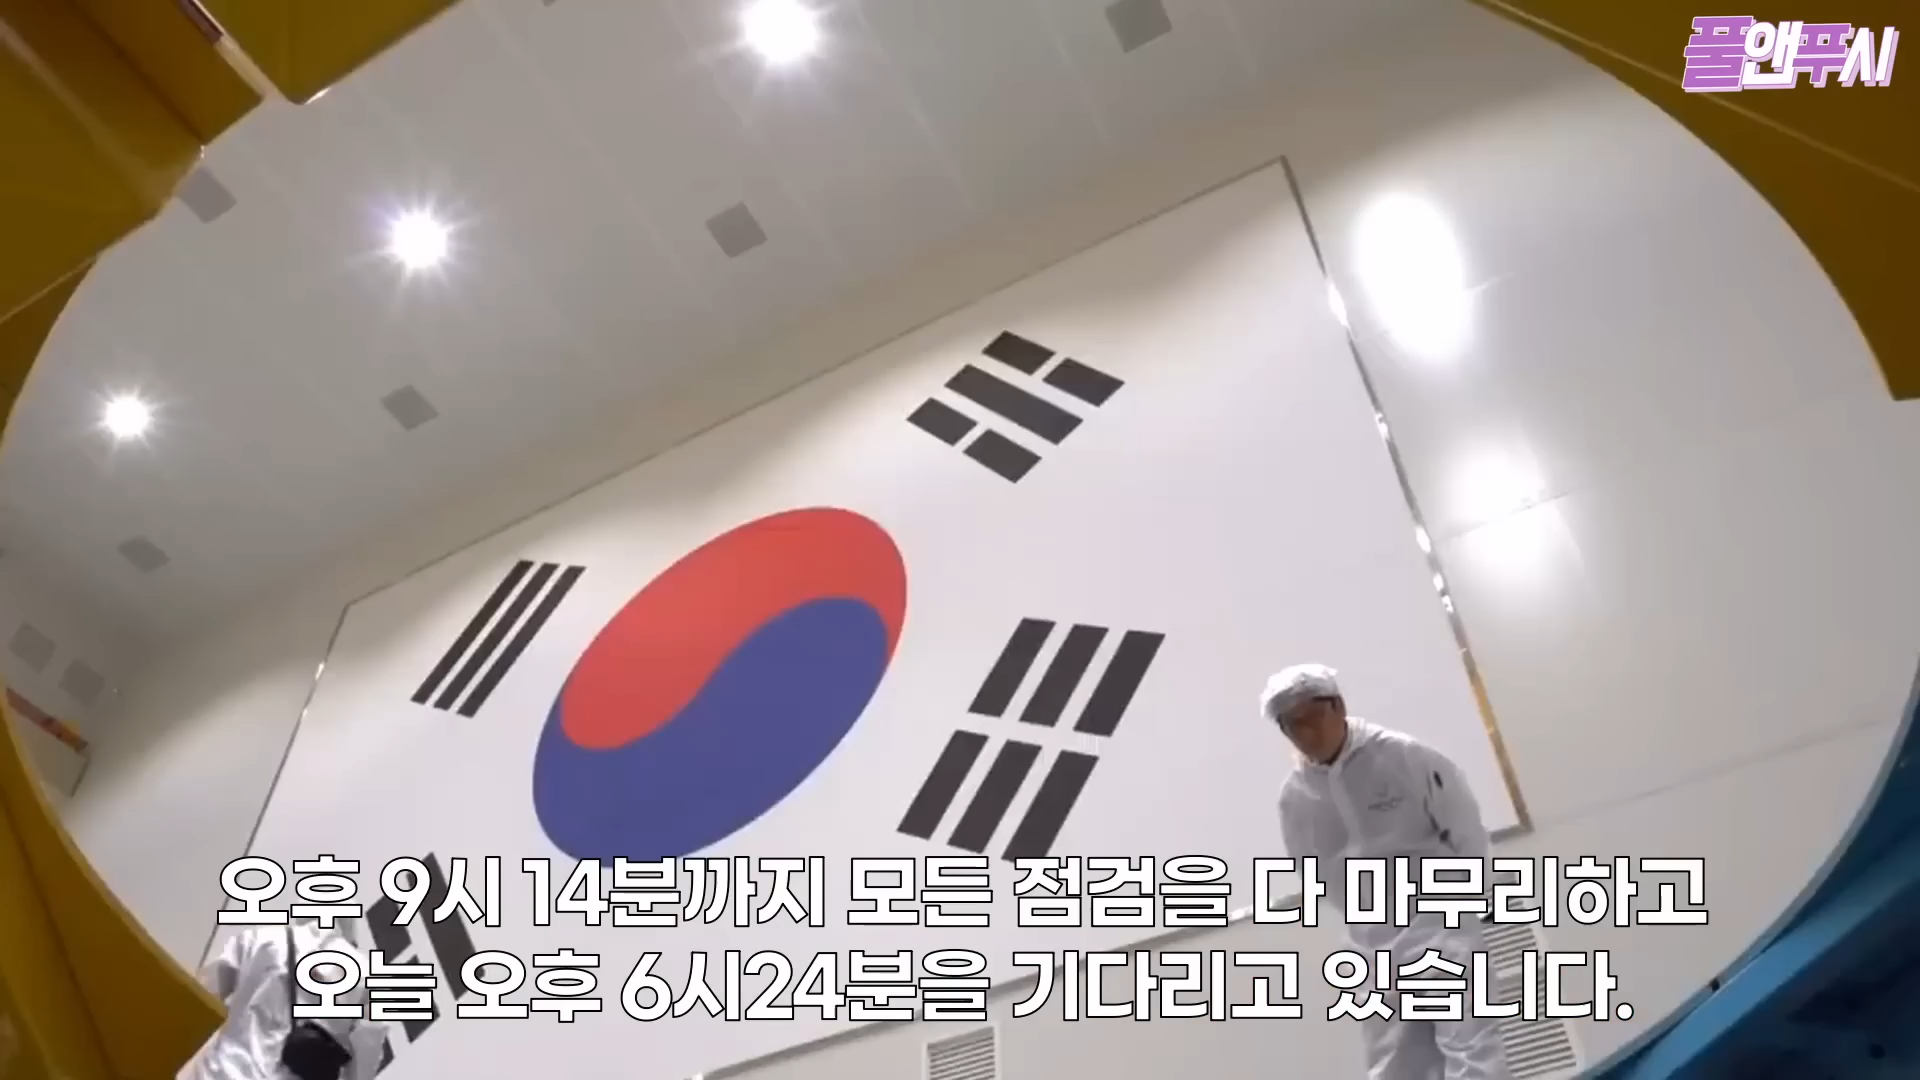 풀앤푸시
오후 9시 14분까지 모든 점검을 다 마무리하고
오늘 오후 6시24분을 기다리고 있습니다.